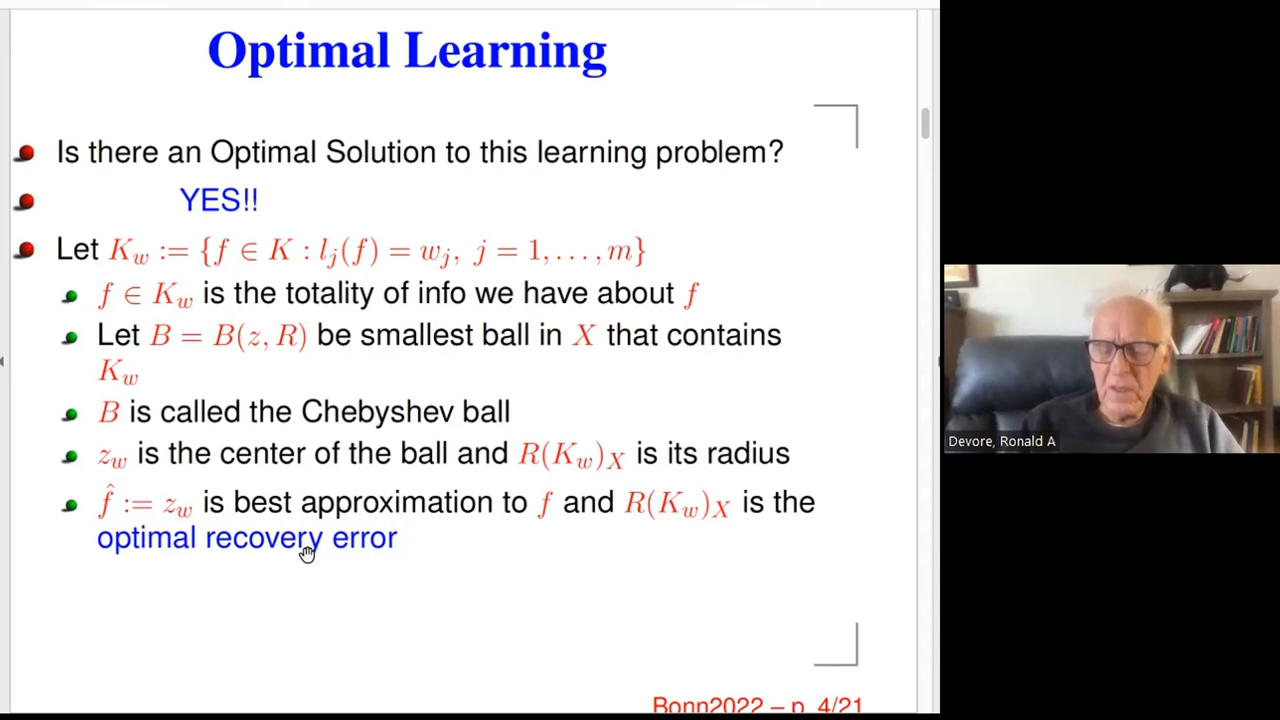 Optimal Learning
Is there an Optimal Solution to this learning problem?
YES!!
Let K_w := {f ∈ K : l_j(f) = w_j, j = 1, . . . , m}
f ∈ K_w is the totality of info we have about f
Let B = B(z, R) be smallest ball in X that contains
K_w
B is called the Chebyshev ball
z_w is the center of the ball and R(K_w)_X is its radius
f̂ := z_w is best approximation to f and R(K_w)_X is the
optimal recovery error
Devore, Ronald A
Bonn2022 – p. 4/21